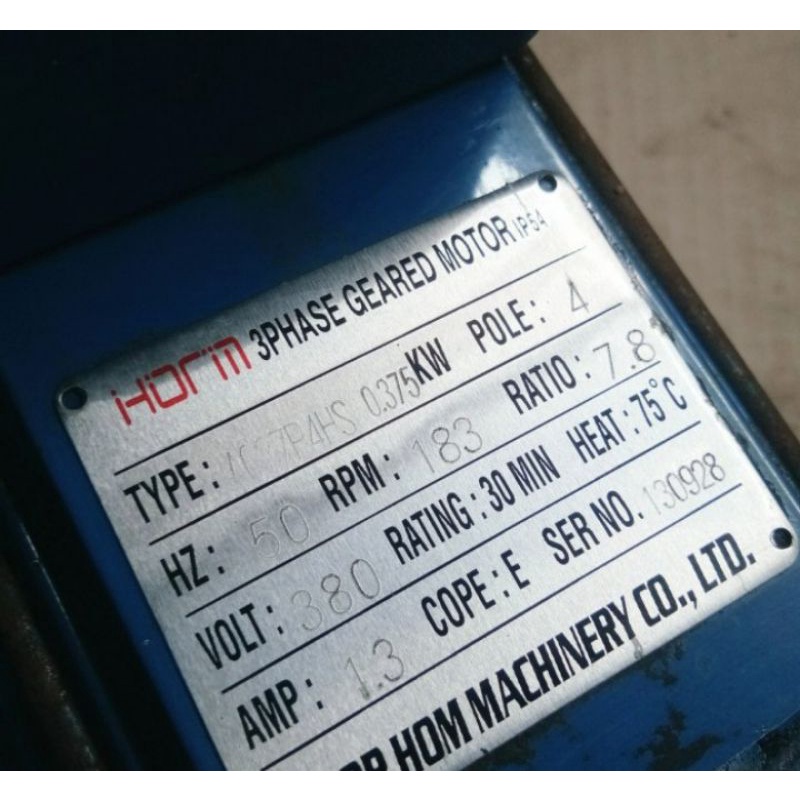 HORM 3PHASE GEARED MOTOR IP54
TYPE: 0.375KW POLE: 4
HZ: 50 RPM: 183 RATIO: 7.8
VOLT: 380 RATING: 30 MIN HEAT: 75°C
AMP: 1.3 COPE: E SER NO. 130928
HOM MACHINERY CO., LTD.